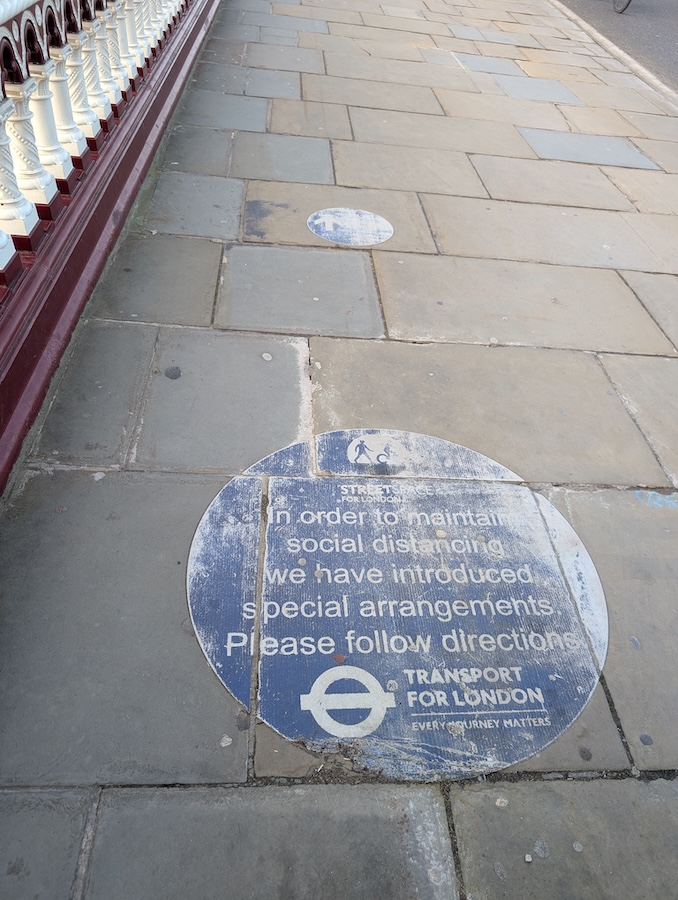 STREETSPACE
FOR LONDON
In order to maintain
social distancing
we have introduced
special arrangements.
Please follow directions.
TRANSPORT
FOR LONDON
EVERY JOURNEY MATTERS